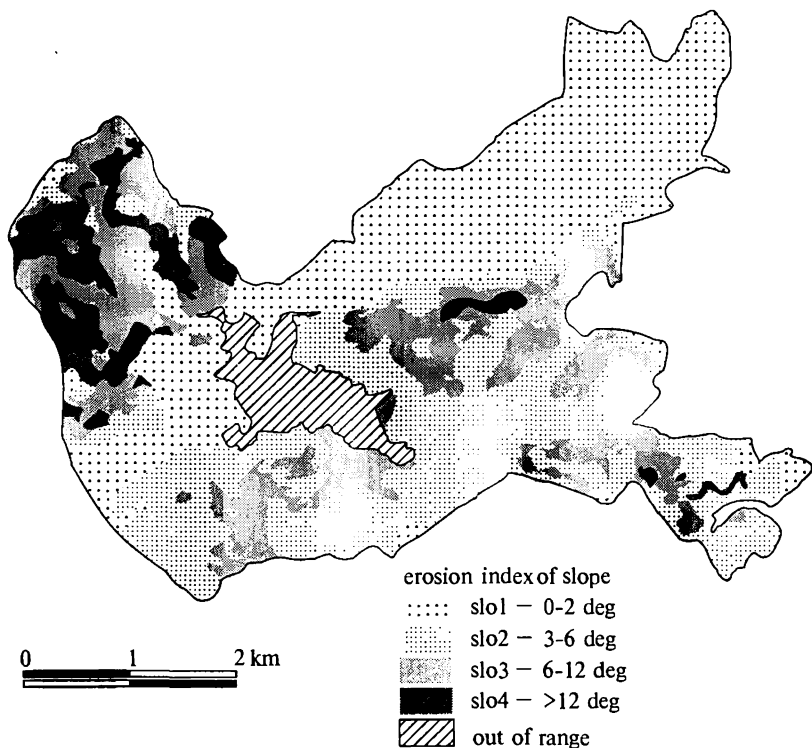 erosion index of slope
slo1 − 0-2 deg
slo2 − 3-6 deg
slo3 − 6-12 deg
slo4 − >12 deg
out of range
0 1 2 km